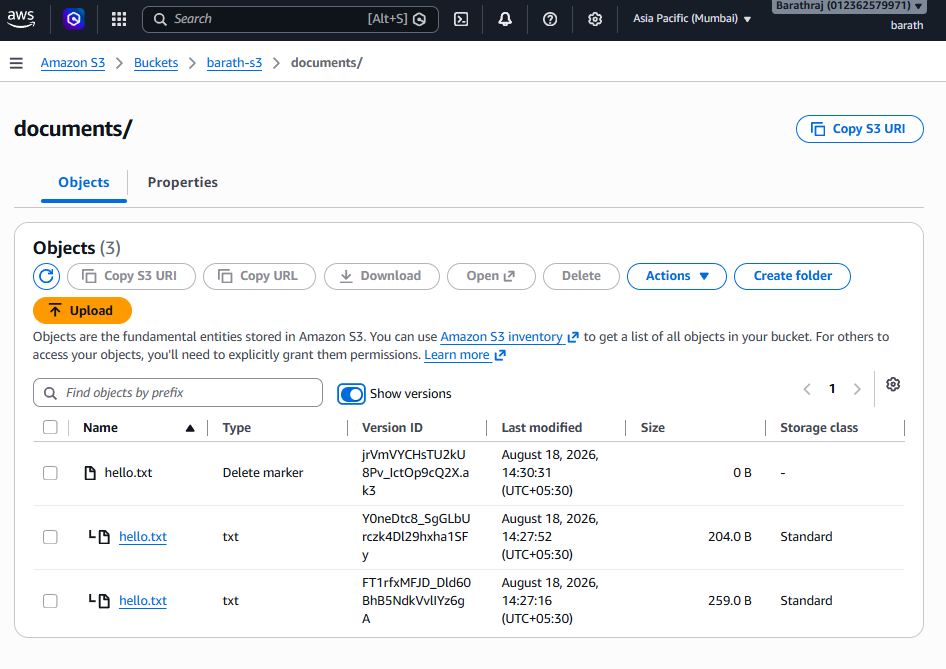 aws
Search
[Alt+S]
Asia Pacific (Mumbai)
Barathraj (012362579971)
barath
Amazon S3 > Buckets > barath-s3 > documents/
documents/
Copy S3 URI
Objects
Properties
Objects (3)
Copy S3 URI
Copy URL
Download
Open
Delete
Actions
Create folder
Upload
Objects are the fundamental entities stored in Amazon S3. You can use Amazon S3 inventory to get a list of all objects in your bucket. For others to
access your objects, you'll need to explicitly grant them permissions. Learn more
Find objects by prefix
Show versions
1
Name Type Version ID Last modified Size Storage class
hello.txt Delete marker jrVmVYCHsTU2kU
8Pv_IctOp9cQ2X.a
k3 August 18, 2026,
14:30:31
(UTC+05:30) 0 B -
hello.txt txt Y0neDtc8_SgGLbU
rczk4Dl29hxha1SF
y August 18, 2026,
14:27:52
(UTC+05:30) 204.0 B Standard
hello.txt txt FT1rfxMFJD_Dld60
BhB5NdkVvlIYz6g
A August 18, 2026,
14:27:16
(UTC+05:30) 259.0 B Standard